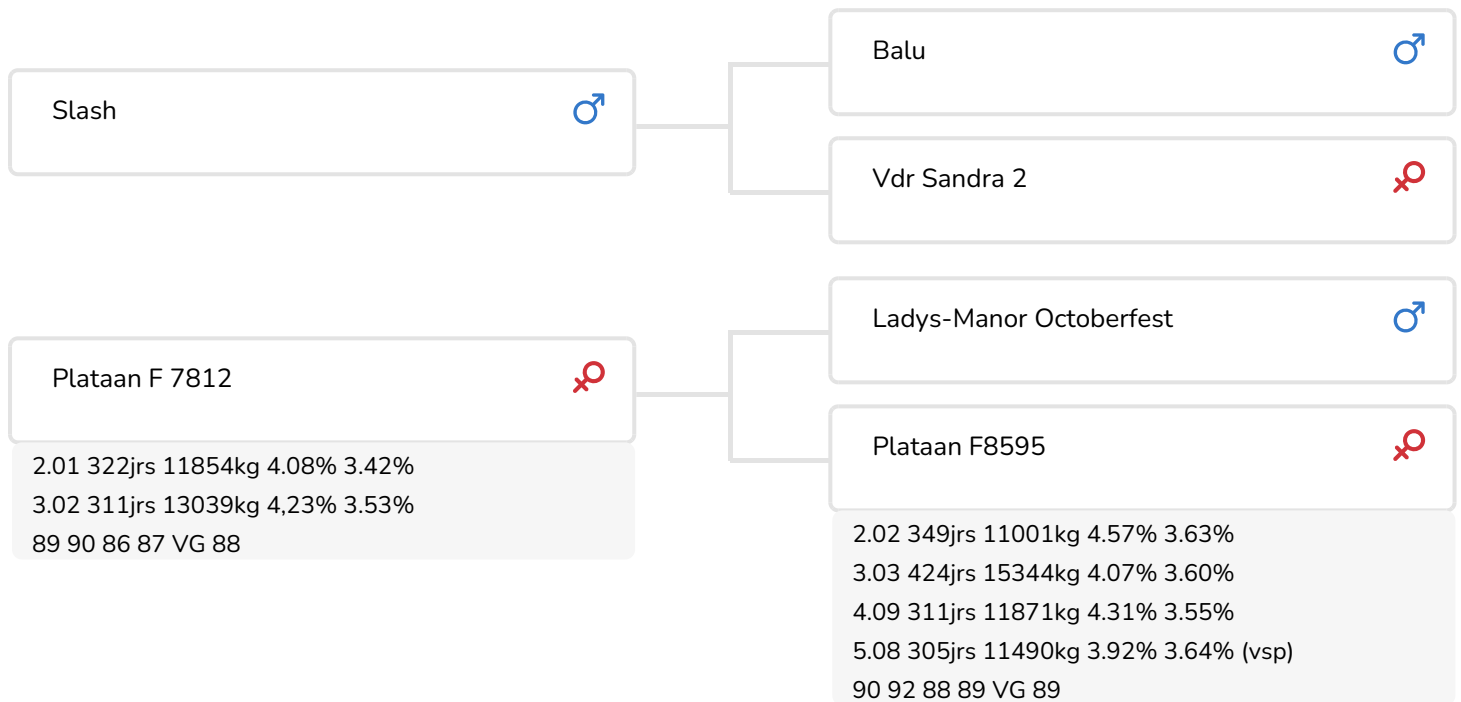 Balu
Slash
Vdr Sandra 2
Ladys-Manor Octoberfest
Plataan F 7812
2.01 322jrs 11854kg 4.08% 3.42%
3.02 311jrs 13039kg 4,23% 3.53%
89 90 86 87 VG 88
Plataan F8595
2.02 349jrs 11001kg 4.57% 3.63%
3.03 424jrs 15344kg 4.07% 3.60%
4.09 311jrs 11871kg 4.31% 3.55%
5.08 305jrs 11490kg 3.92% 3.64% (vsp)
90 92 88 89 VG 89